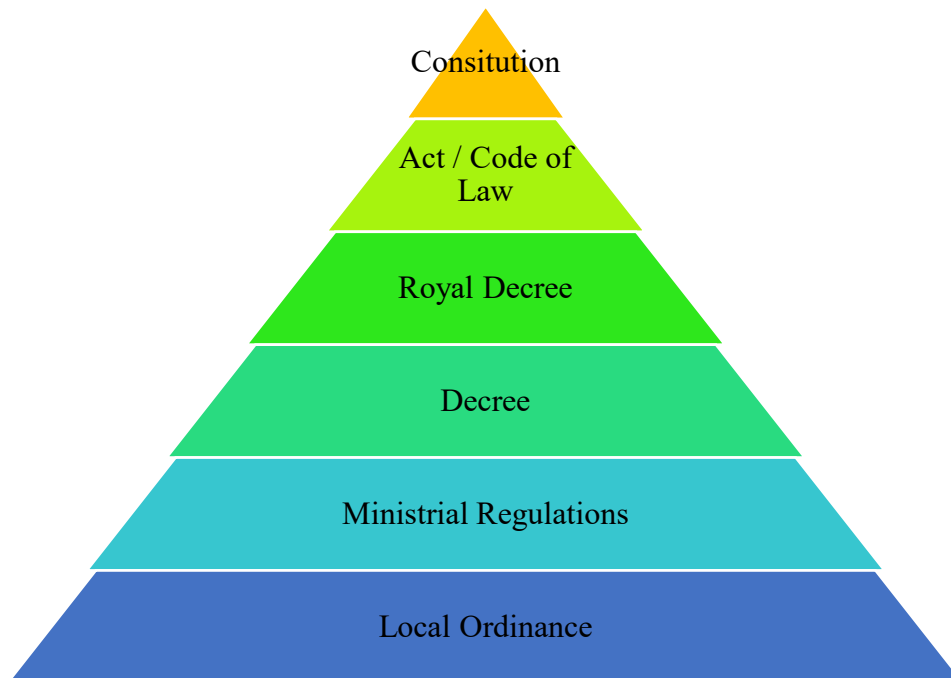 Consitution
Act / Code of
Law
Royal Decree
Decree
Ministrial Regulations
Local Ordinance